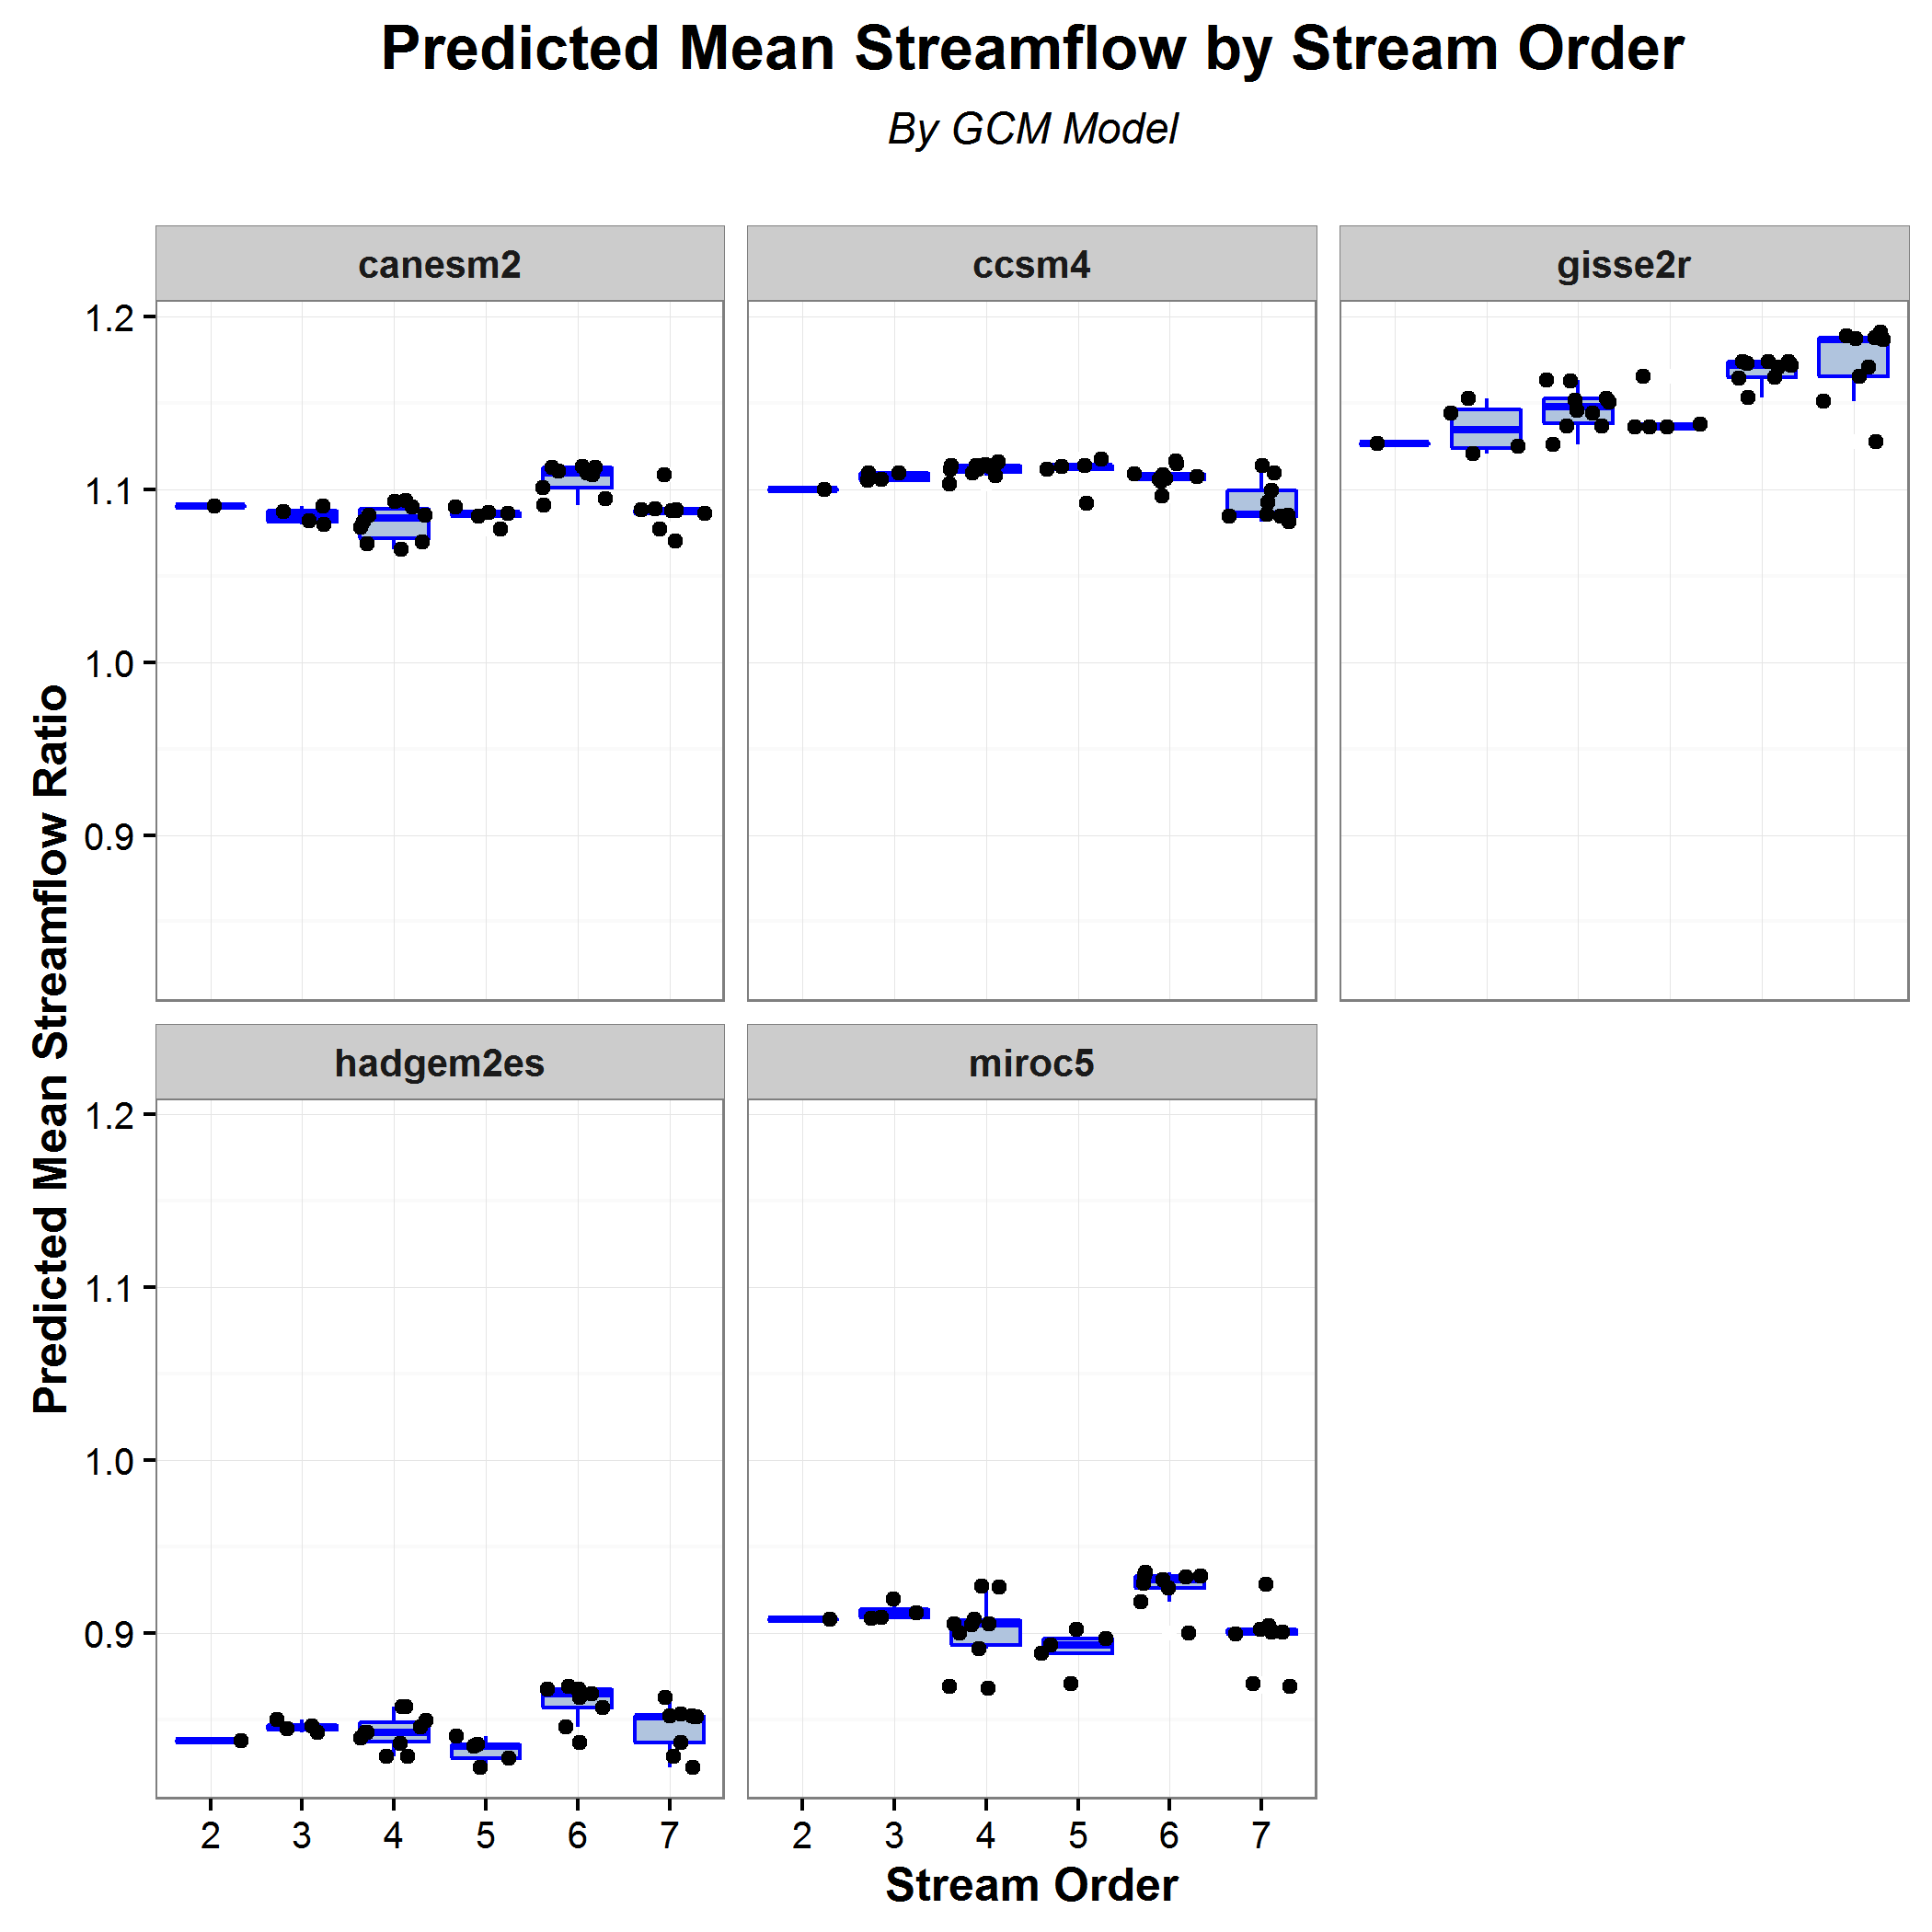 Predicted Mean Streamflow by Stream Order
By GCM Model
canesm2
ccsm4
gisse2r
1.2
1.1
1.0
0.9
Predicted Mean Streamflow Ratio
hadgem2es
miroc5
1.2
1.1
1.0
0.9
2 3 4 5 6 7
2 3 4 5 6 7
Stream Order